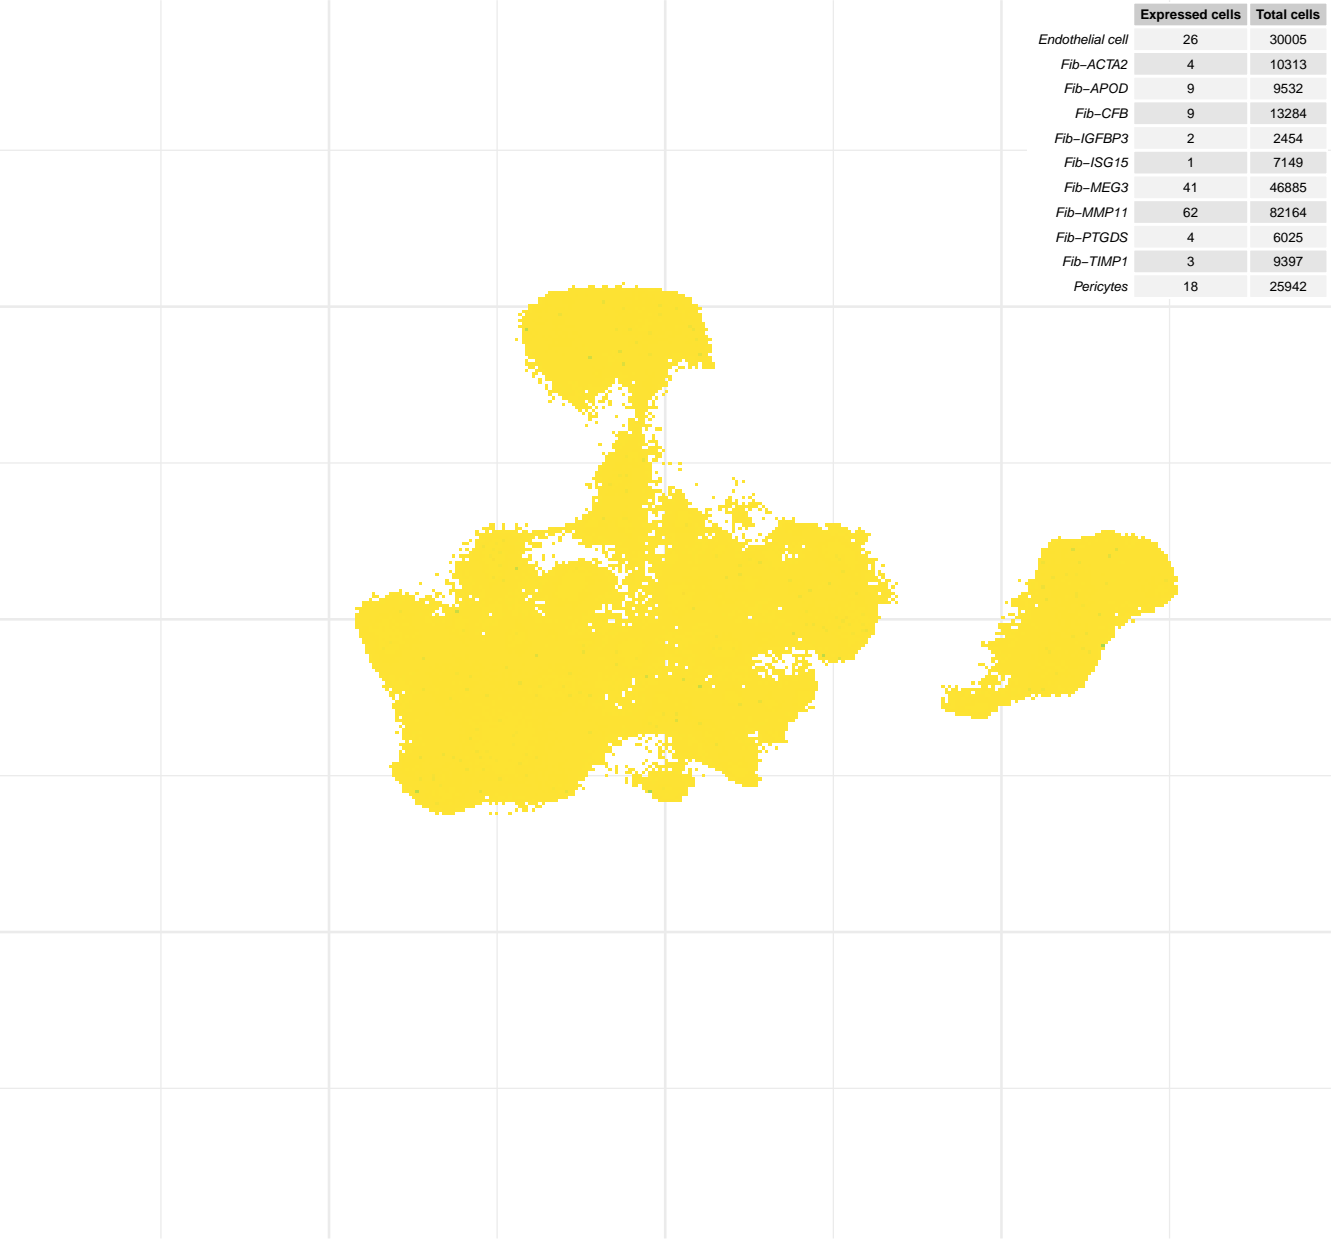 Expressed cells Total cells
Endothelial cell 26 30005
Fib−ACTA2 4 10313
Fib−APOD 9 9532
Fib−CFB 9 13284
Fib−IGFBP3 2 2454
Fib−ISG15 1 7149
Fib−MEG3 41 46885
Fib−MMP11 62 82164
Fib−PTGDS 4 6025
Fib−TIMP1 3 9397
Pericytes 18 25942